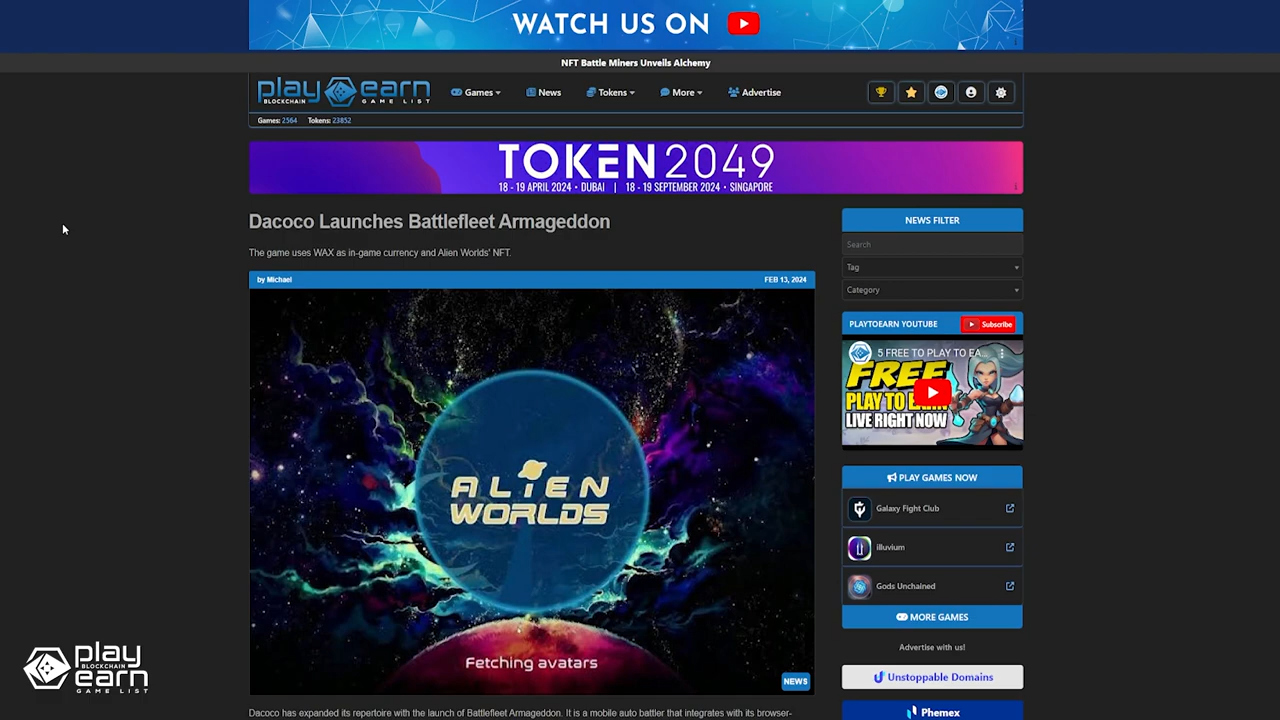 WATCH US ON
NFT Battle Miners Unveils Alchemy
play earn
BLOCKCHAIN GAME LIST
Games
News
Tokens
More
Advertise
Games: 2564 Tokens: 23852
TOKEN2049
18 - 19 APRIL 2024 • DUBAI | 18 - 19 SEPTEMBER 2024 • SINGAPORE
Dacoco Launches Battlefleet Armageddon
The game uses WAX as in-game currency and Alien Worlds' NFT.
by Michael
FEB 13, 2024
ALIEN
WORLDS
Fetching avatars
NEWS
Dacoco has expanded its repertoire with the launch of Battlefleet Armageddon. It is a mobile auto battler that integrates with its browser-
NEWS FILTER
Search
Tag
Category
PLAYTOEARN YOUTUBE
Subscribe
5 FREE TO PLAY TO EA...
FREE
PLAY TO EARN
LIVE RIGHT NOW
PLAY GAMES NOW
Galaxy Fight Club
illuvium
Gods Unchained
MORE GAMES
Advertise with us!
Unstoppable Domains
Phemex
play
BLOCKCHAIN
earn
GAME LIST